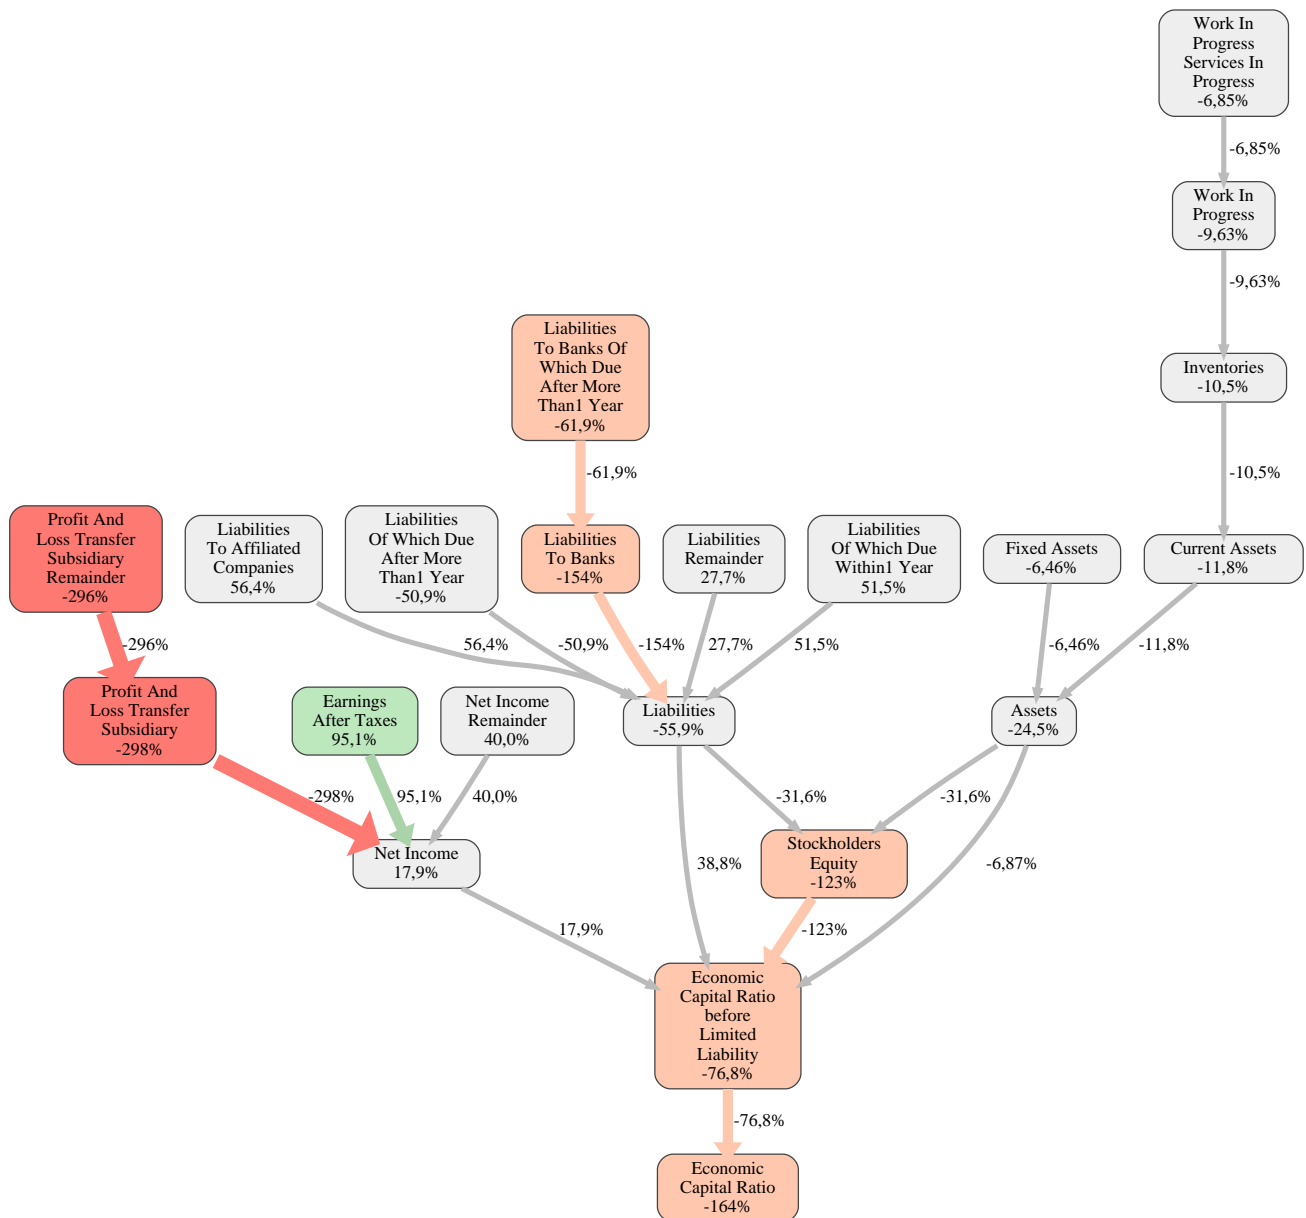 Work In
Progress
Services In
Progress
-6,85%
-6,85%
Work In
Progress
-9,63%
-9,63%
Liabilities
To Banks Of
Which Due
After More
Than1 Year
-61,9%
Inventories
-10,5%
-61,9%
-10,5%
Profit And
Loss Transfer
Subsidiary
Remainder
-296%
Liabilities
To Affiliated
Companies
56,4%
Liabilities
Of Which Due
After More
Than1 Year
-50,9%
Liabilities
To Banks
-154%
Liabilities
Remainder
27,7%
Liabilities
Of Which Due
Within1 Year
51,5%
Fixed Assets
-6,46%
Current Assets
-11,8%
-296%
56,4%
-50,9%
-154%
27,7%
51,5%
-6,46%
-11,8%
Profit And
Loss Transfer
Subsidiary
-298%
Earnings
After Taxes
95,1%
Net Income
Remainder
40,0%
Liabilities
-55,9%
Assets
-24,5%
-298%
95,1%
40,0%
-31,6%
-31,6%
Net Income
17,9%
38,8%
Stockholders
Equity
-123%
-6,87%
17,9%
-123%
Economic
Capital Ratio
before
Limited
Liability
-76,8%
-76,8%
Economic
Capital Ratio
-164%